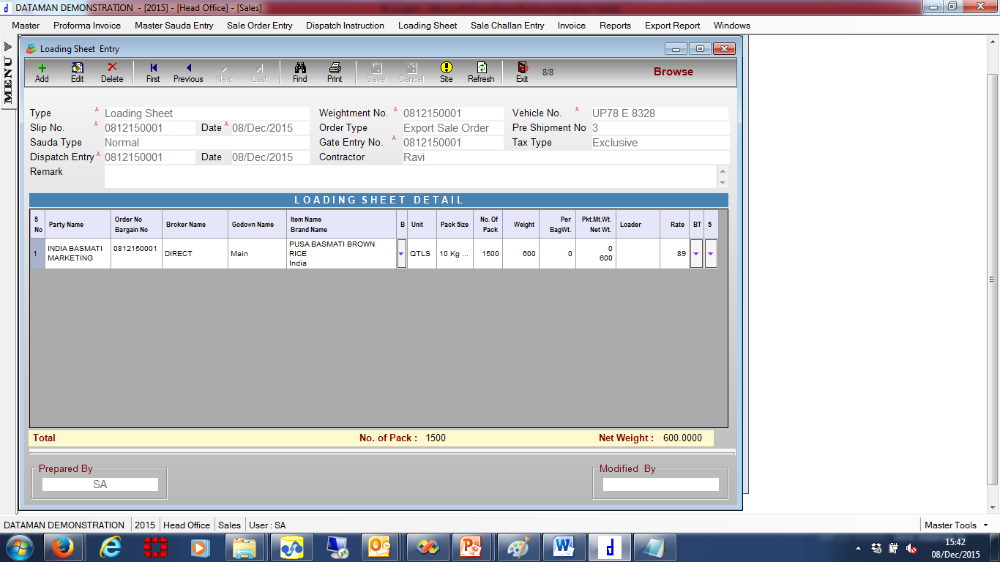 DATAMAN DEMONSTRATION - [2015] - [Head Office] - [Sales]
Master Proforma Invoice Master Sauda Entry Sale Order Entry Dispatch Instruction Loading Sheet Sale Challan Entry Invoice Reports Export Report Windows
MENU
Loading Sheet Entry
Add Edit Delete First Previous Next Last Find Print Save Cancel Site Refresh Exit 8/8 Browse
Type Loading Sheet Weightment No. 0812150001 Vehicle No. UP78 E 8328
Slip No. 0812150001 Date 08/Dec/2015 Order Type Export Sale Order Pre Shipment No 3
Sauda Type Normal Gate Entry No. 0812150001 Tax Type Exclusive
Dispatch Entry 0812150001 Date 08/Dec/2015 Contractor Ravi
Remark
LOADING SHEET DETAIL
S No Party Name Order No Bargain No Broker Name Godown Name Item Name Brand Name B Unit Pack Size No. Of Pack Weight Per BagWt. Pkt.Mt.Wt. Net Wt. Loader Rate BT S
1 INDIA BASMATI MARKETING 0812150001 DIRECT Main PUSA BASMATI BROWN RICE India QTLS 10 Kg ... 1500 600 0 0 600 89
Total No. of Pack : 1500 Net Weight : 600.0000
Prepared By Modified By
SA
DATAMAN DEMONSTRATION 2015 Head Office Sales User : SA Master Tools
15:42
08/Dec/2015